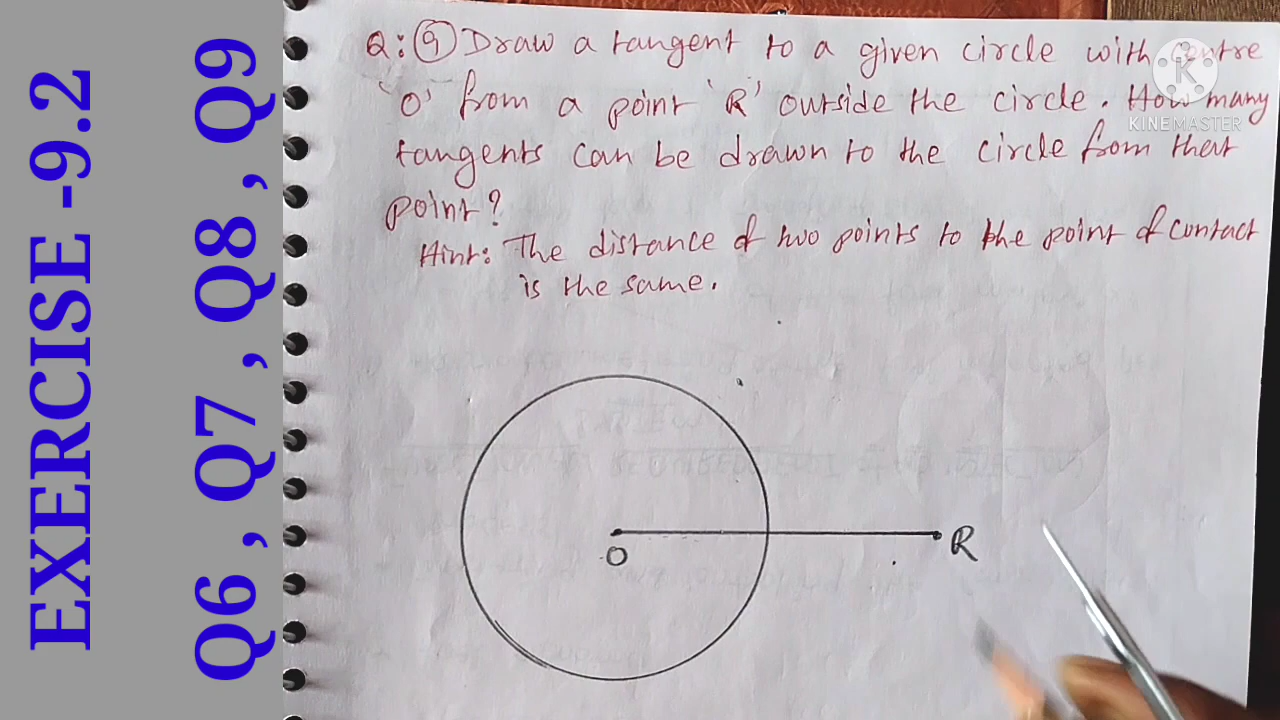 EXERCISE -9.2
Q6 , Q7 , Q8 , Q9
Q: 9 Draw a tangent to a given circle with centre
'O' from a point 'R' outside the circle. How many
tangents can be drawn to the circle from that
point?
Hint: The distance of two points to the point of contact
is the same.
O
R
K
KINEMASTER